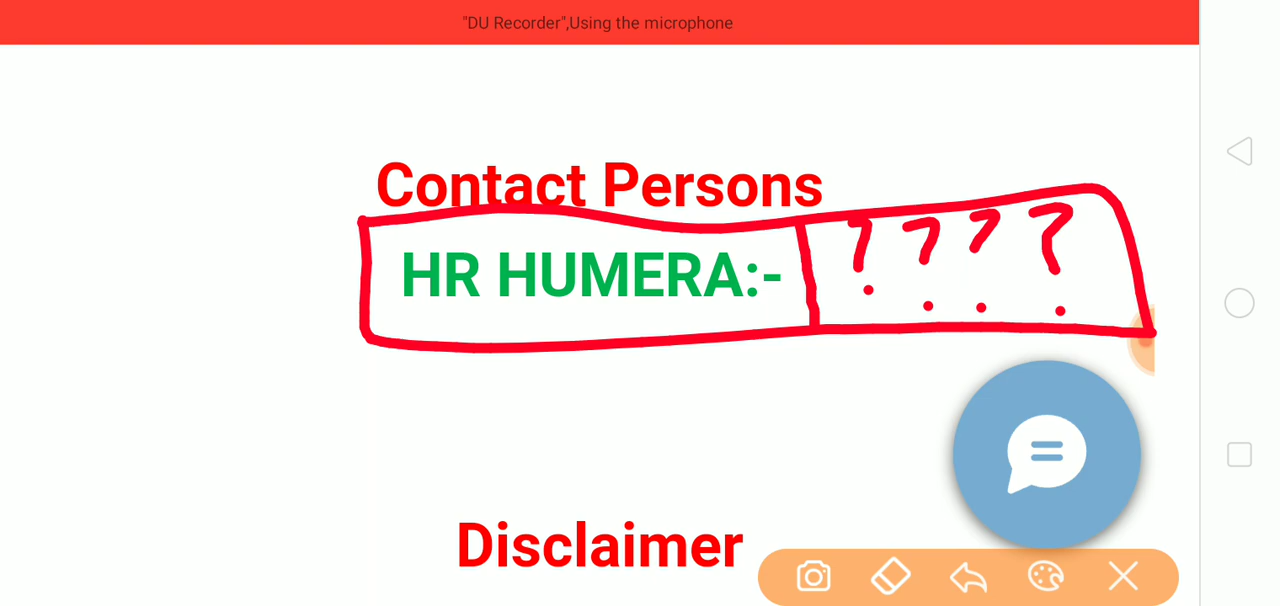 "DU Recorder",Using the microphone
Contact Persons
HR HUMERA:- ? ? ? ?
Disclaimer